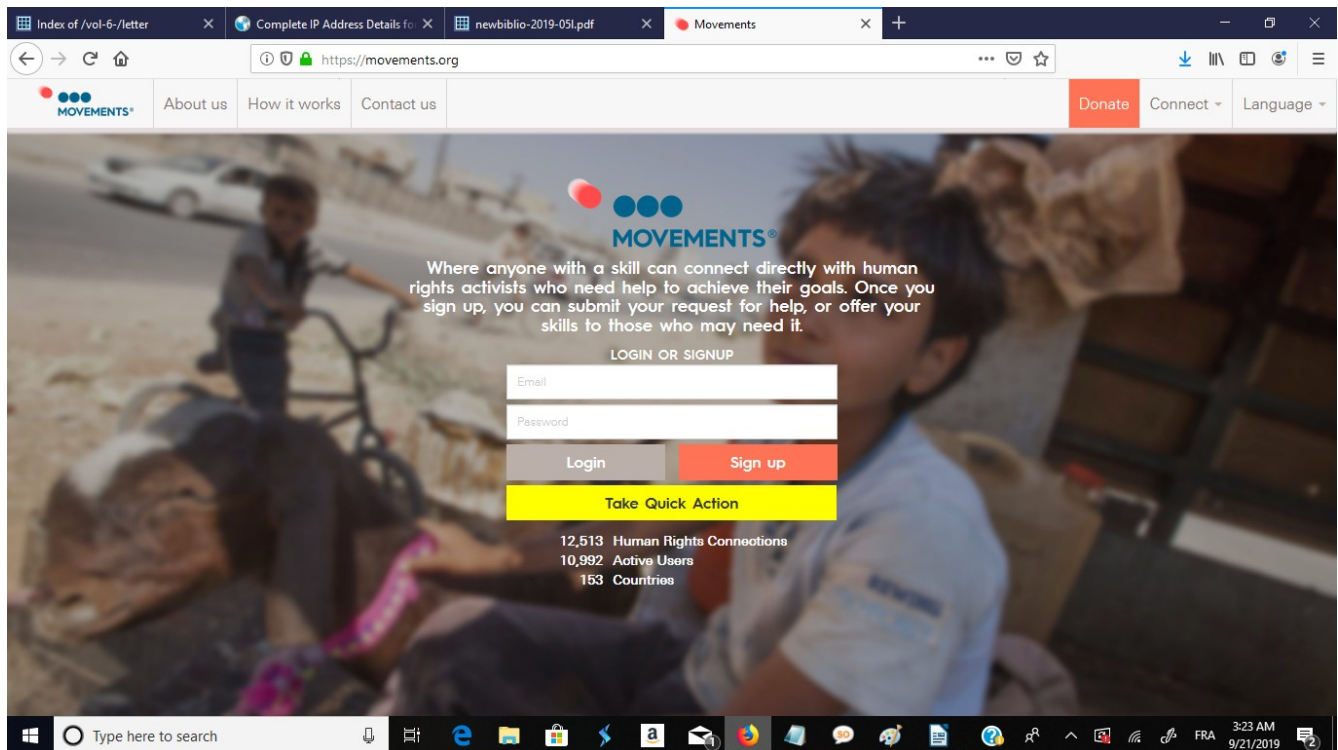 Index of /vol-6-/letter
Complete IP Address Details fo
newbiblio-2019-05l.pdf
Movements
https://movements.org
MOVEMENTS®
About us
How it works
Contact us
Donate
Connect
Language
MOVEMENTS®
Where anyone with a skill can connect directly with human
rights activists who need help to achieve their goals. Once you
sign up, you can submit your request for help, or offer your
skills to those who may need it.
LOGIN OR SIGNUP
Email
Password
Login
Sign up
Take Quick Action
12,513 Human Rights Connections
10,992 Active Users
153 Countries
Type here to search
FRA
3:23 AM
9/21/2019